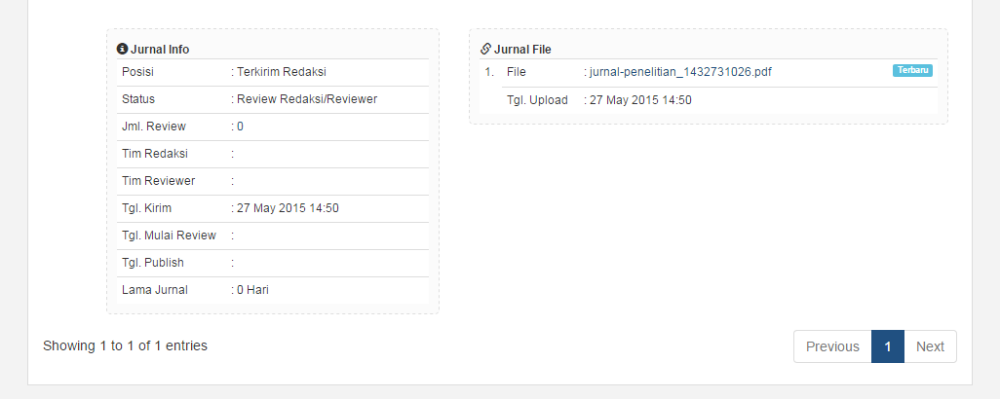 Jurnal Info
Posisi : Terkirim Redaksi
Status : Review Redaksi/Reviewer
Jml. Review : 0
Tim Redaksi :
Tim Reviewer :
Tgl. Kirim : 27 May 2015 14:50
Tgl. Mulai Review :
Tgl. Publish :
Lama Jurnal : 0 Hari
Jurnal File
1. File : jurnal-penelitian_1432731026.pdf Terbaru
Tgl. Upload : 27 May 2015 14:50
Showing 1 to 1 of 1 entries
Previous 1 Next